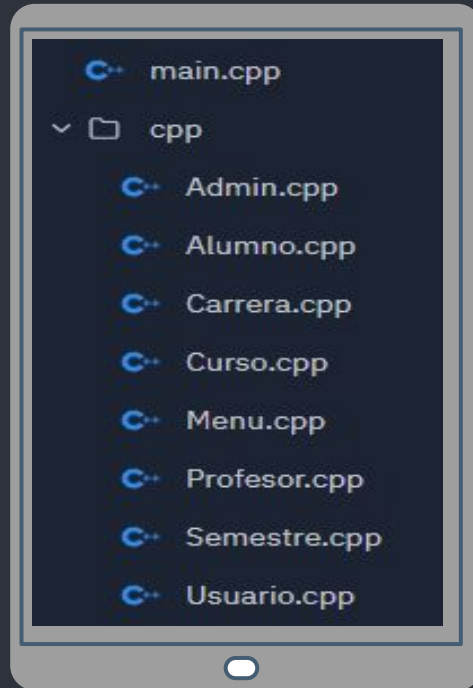 C++ main.cpp
cpp
C++ Admin.cpp
C++ Alumno.cpp
C++ Carrera.cpp
C++ Curso.cpp
C++ Menu.cpp
C++ Profesor.cpp
C++ Semestre.cpp
C++ Usuario.cpp